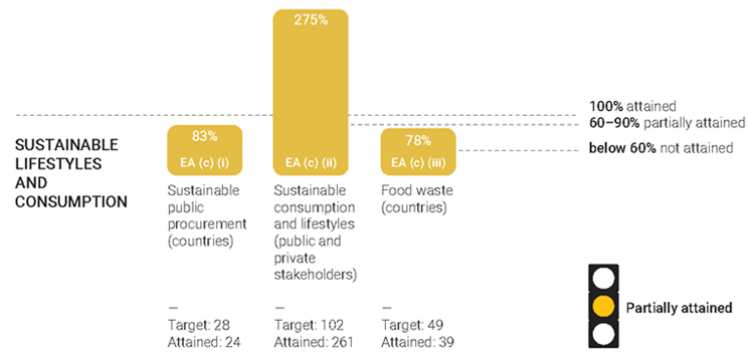 275%
100% attained
60–90% partially attained
83%
78%
SUSTAINABLE
LIFESTYLES
AND
CONSUMPTION
EA (c) (i)
EA (c) (ii)
EA (c) (iii)
below 60% not attained
Sustainable
public
procurement
(countries)
Sustainable
consumption
and lifestyles
(public and
private
stakeholders)
Food waste
(countries)
—
Target: 28
Attained: 24
—
Target: 102
Attained: 261
—
Target: 49
Attained: 39
Partially attained